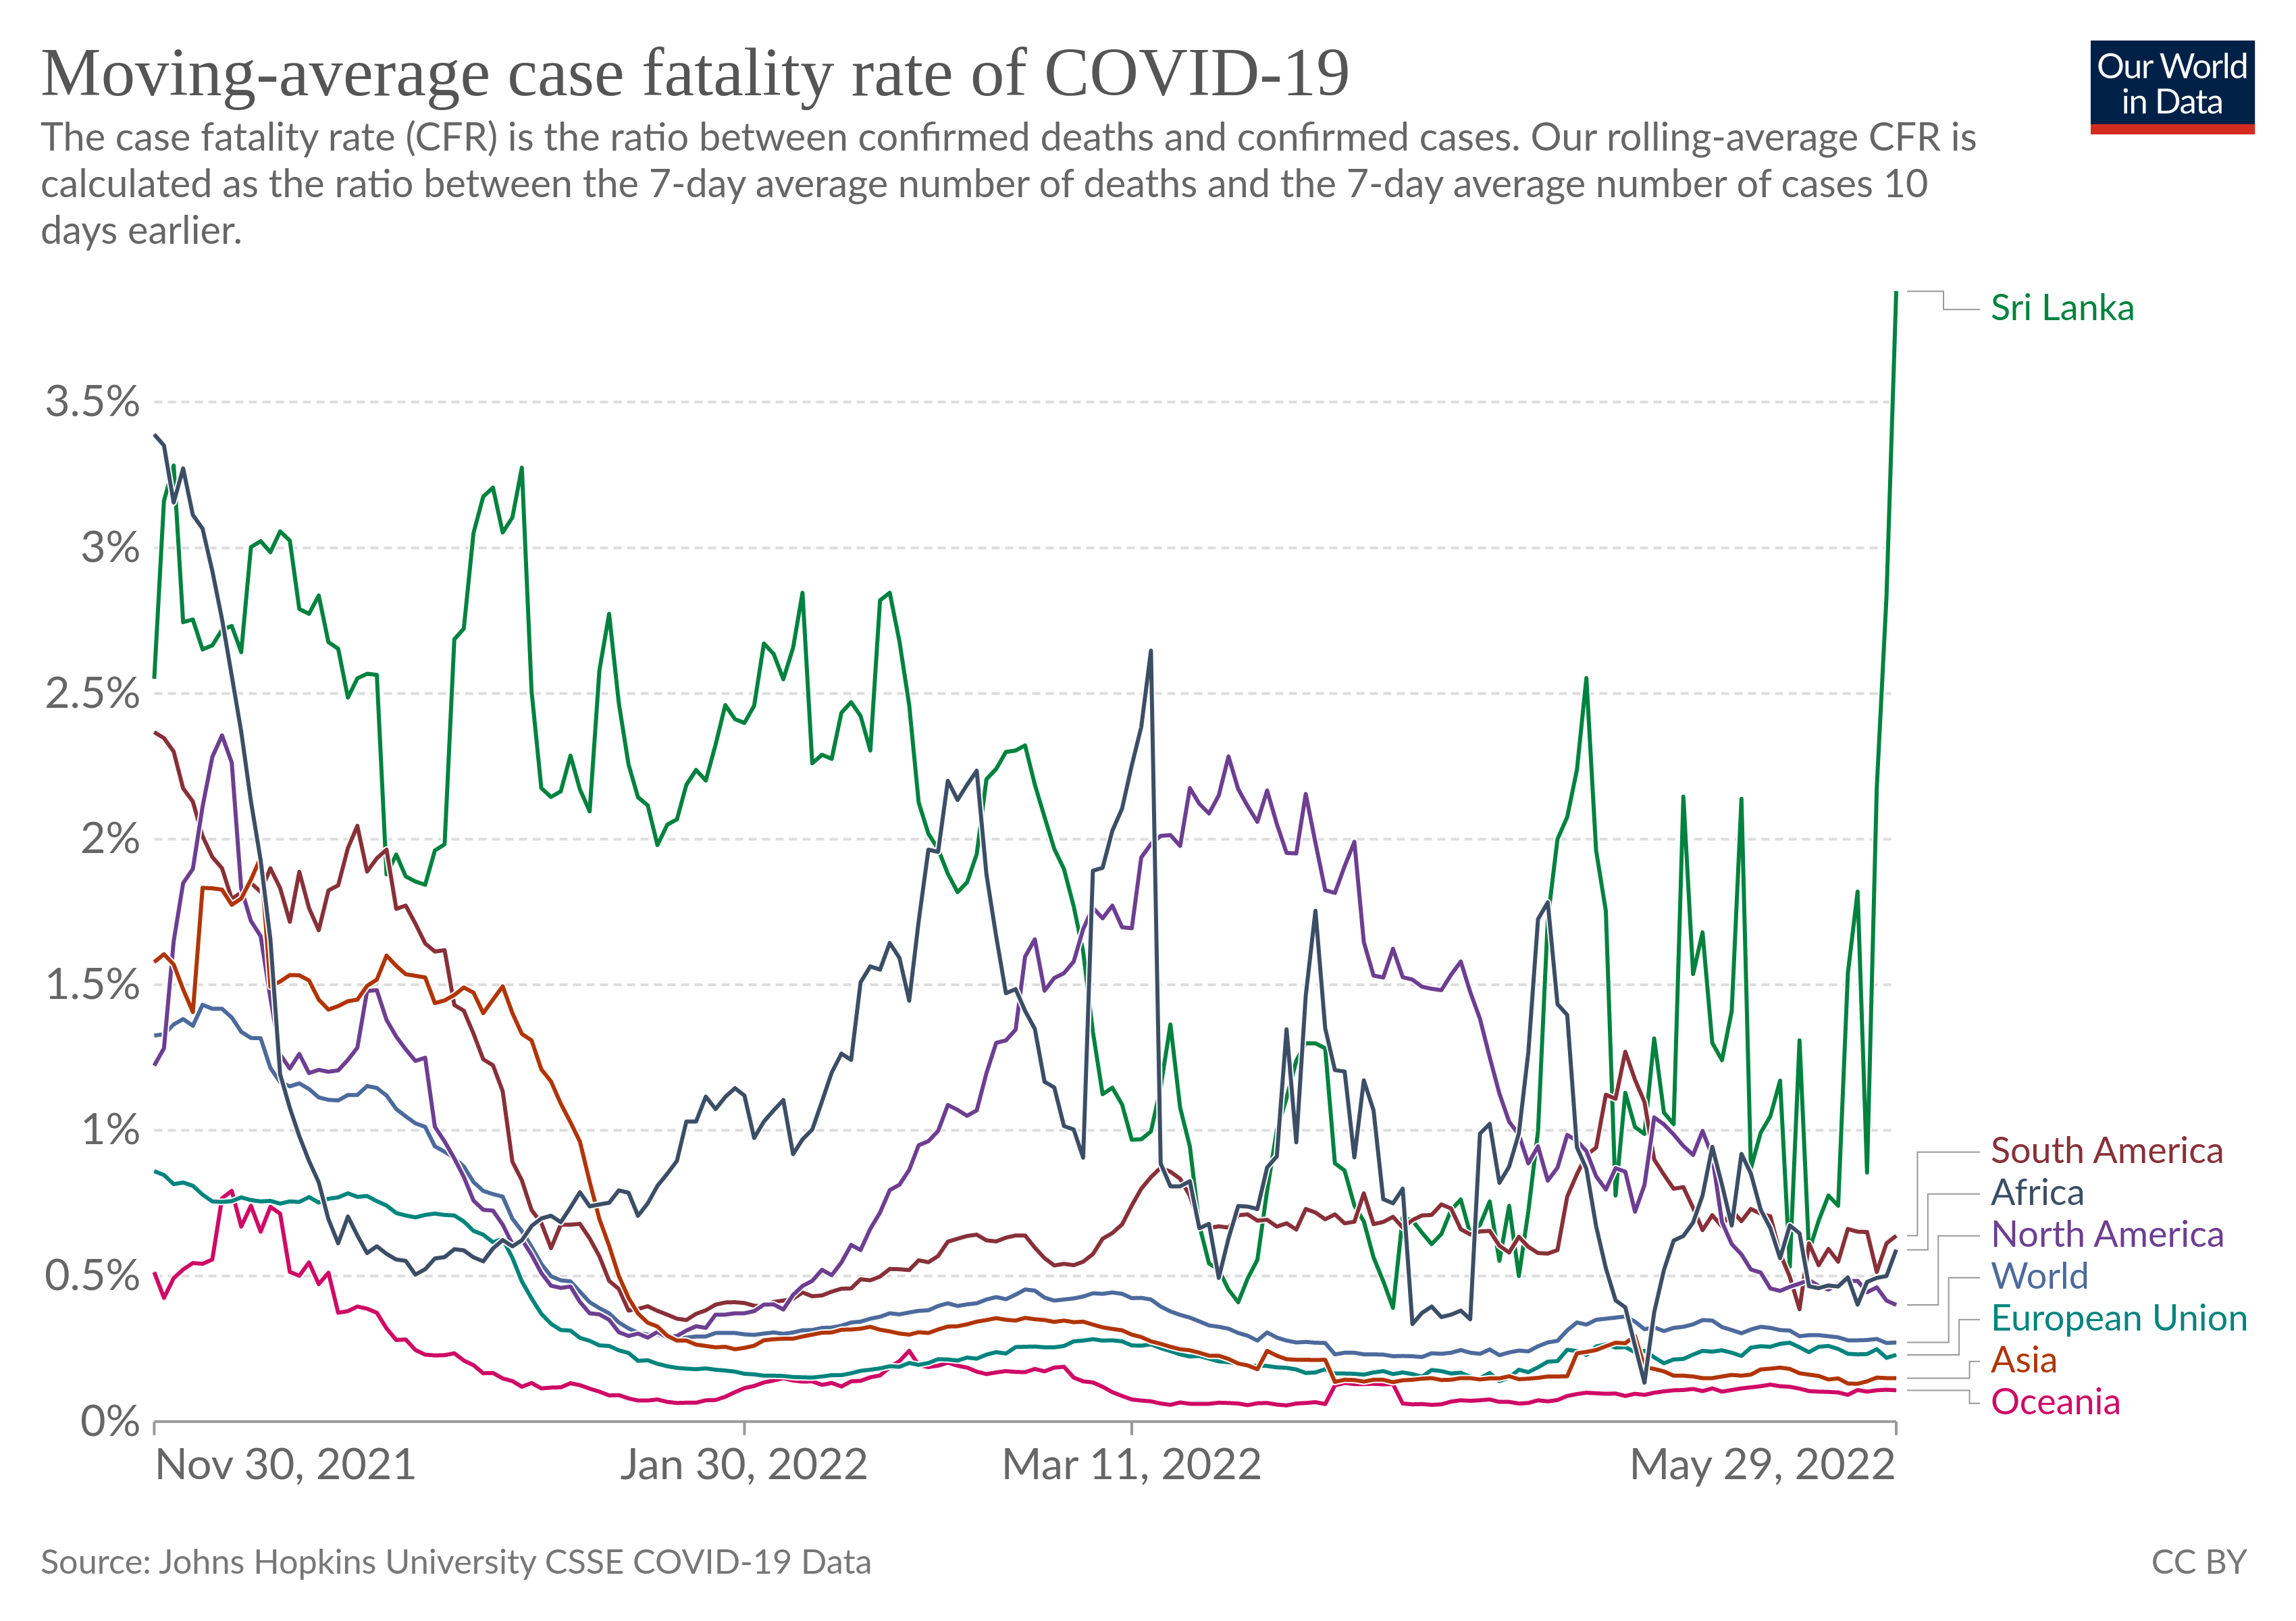 Moving-average case fatality rate of COVID-19
The case fatality rate (CFR) is the ratio between confirmed deaths and confirmed cases. Our rolling-average CFR is
calculated as the ratio between the 7-day average number of deaths and the 7-day average number of cases 10
days earlier.
Our World
in Data
3.5%
3%
2.5%
2%
1.5%
1%
0.5%
0%
Sri Lanka
South America
Africa
North America
World
European Union
Asia
Oceania
Nov 30, 2021
Jan 30, 2022
Mar 11, 2022
May 29, 2022
Source: Johns Hopkins University CSSE COVID-19 Data
CC BY